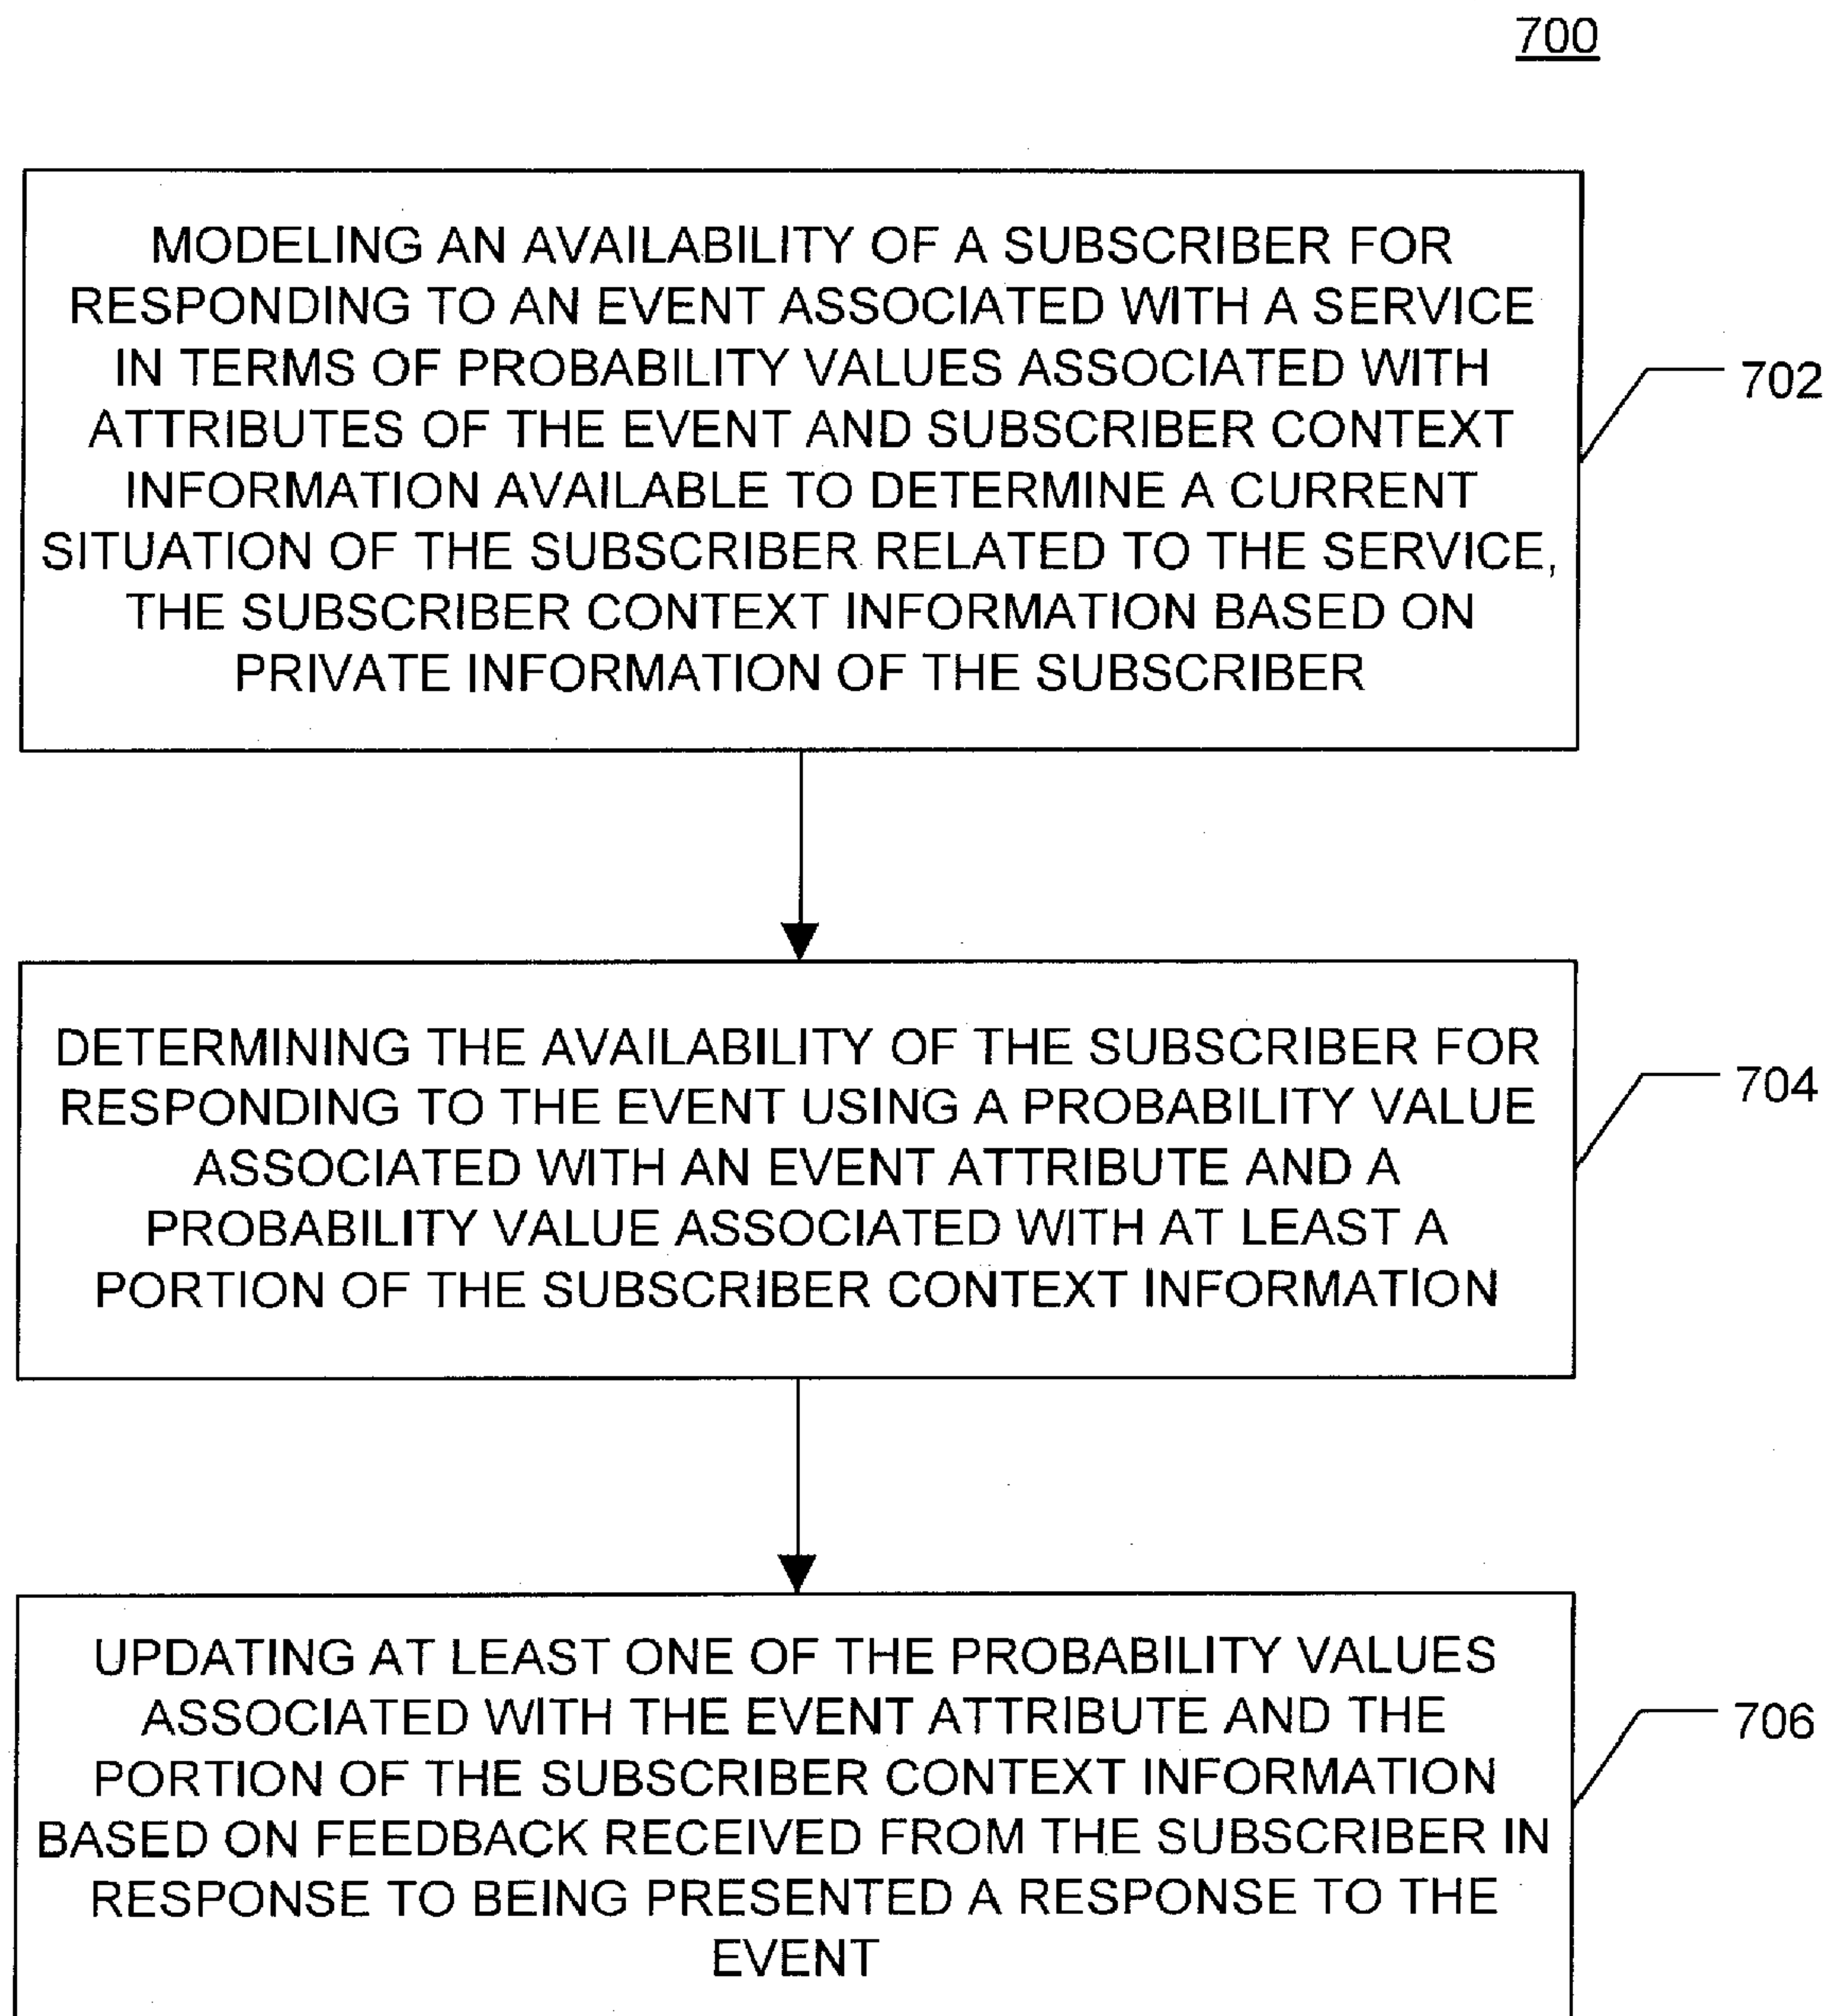 700
MODELING AN AVAILABILITY OF A SUBSCRIBER FOR
RESPONDING TO AN EVENT ASSOCIATED WITH A SERVICE
IN TERMS OF PROBABILITY VALUES ASSOCIATED WITH
ATTRIBUTES OF THE EVENT AND SUBSCRIBER CONTEXT
INFORMATION AVAILABLE TO DETERMINE A CURRENT
SITUATION OF THE SUBSCRIBER RELATED TO THE SERVICE,
THE SUBSCRIBER CONTEXT INFORMATION BASED ON
PRIVATE INFORMATION OF THE SUBSCRIBER
702
DETERMINING THE AVAILABILITY OF THE SUBSCRIBER FOR
RESPONDING TO THE EVENT USING A PROBABILITY VALUE
ASSOCIATED WITH AN EVENT ATTRIBUTE AND A
PROBABILITY VALUE ASSOCIATED WITH AT LEAST A
PORTION OF THE SUBSCRIBER CONTEXT INFORMATION
704
UPDATING AT LEAST ONE OF THE PROBABILITY VALUES
ASSOCIATED WITH THE EVENT ATTRIBUTE AND THE
PORTION OF THE SUBSCRIBER CONTEXT INFORMATION
BASED ON FEEDBACK RECEIVED FROM THE SUBSCRIBER IN
RESPONSE TO BEING PRESENTED A RESPONSE TO THE
EVENT
706